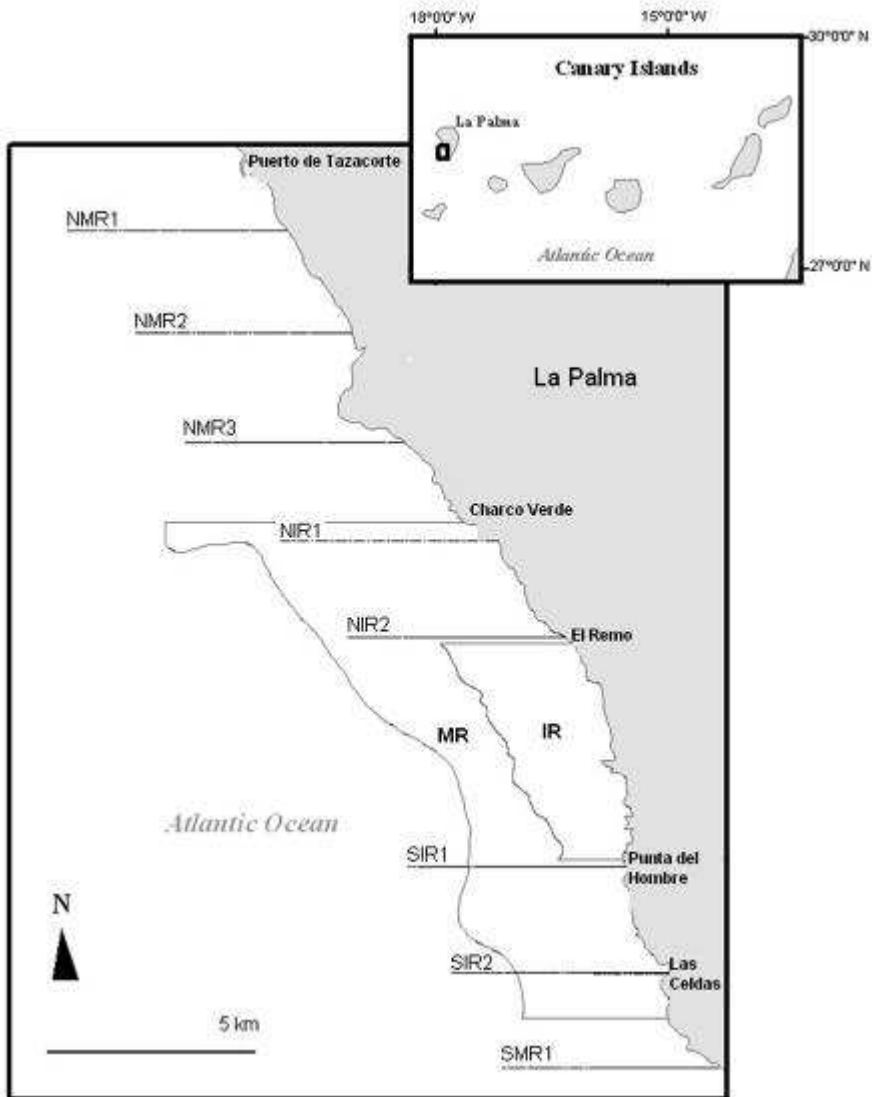 18°0'0" W
15°0'0" W
30°0'0" N
Canary Islands
La Palma
Puerto de Tazacorte
NMR1
Atlantic Ocean
27°0'0" N
NMR2
La Palma
NMR3
Charco Verde
NIR1
NIR2
El Remo
MR
IR
Atlantic Ocean
SIR1
Punta del
Hombre
N
SIR2
Las
Celdas
5 km
SMR1